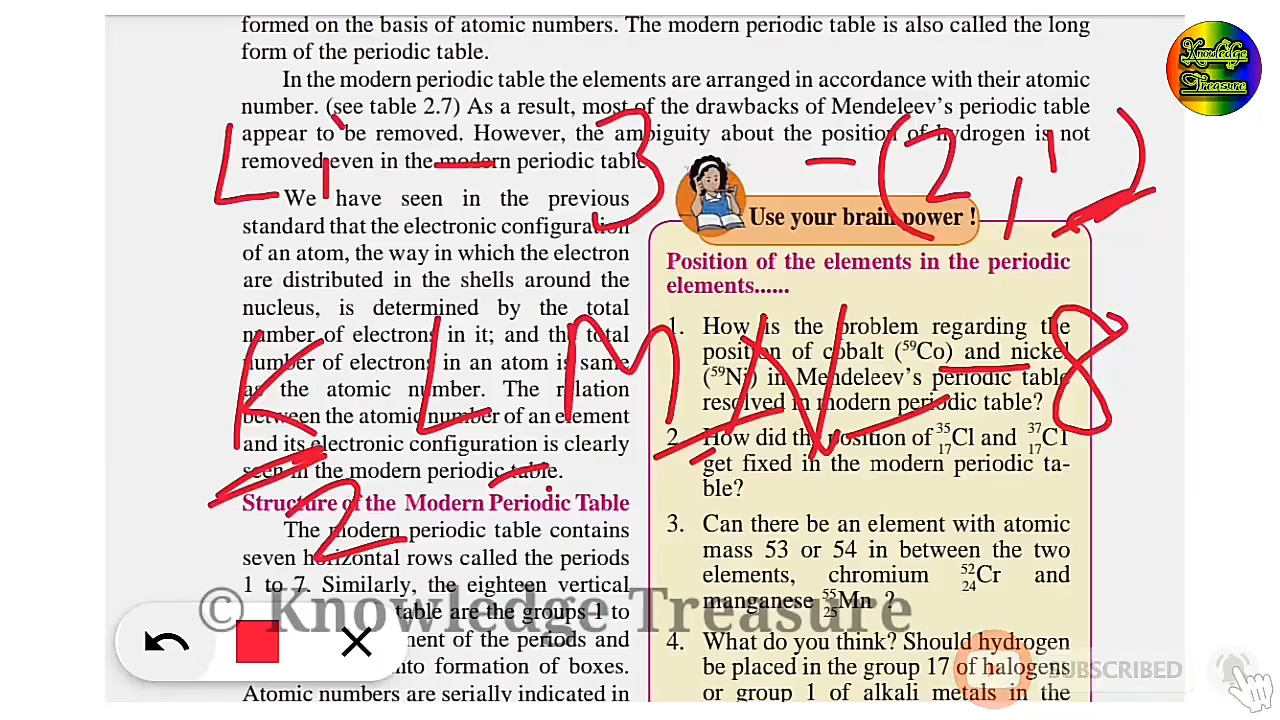 formed on the basis of atomic numbers. The modern periodic table is also called the long
form of the periodic table.
In the modern periodic table the elements are arranged in accordance with their atomic
number. (see table 2.7) As a result, most of the drawbacks of Mendeleev's periodic table
appear to be removed. However, the ambiguity about the position of hydrogen is not
removed even in the modern periodic table
Li - 3 - (2,1)
We have seen in the previous
standard that the electronic configuration
of an atom, the way in which the electron
are distributed in the shells around the
nucleus, is determined by the total
number of electrons in it; and the total
number of electrons in an atom is same
as the atomic number. The relation
between the atomic number of an element
and its electronic configuration is clearly
seen in the modern periodic table.
K L M N - 8
2
Structure of the Modern Periodic Table
The modern periodic table contains
seven horizontal rows called the periods
1 to 7. Similarly, the eighteen vertical
table are the groups 1 to
ment of the periods and
nto formation of boxes.
Atomic numbers are serially indicated in
Use your brain power !
Position of the elements in the periodic
elements......
1. How is the problem regarding the
position of cobalt (⁵⁹Co) and nickel
(⁵⁹Ni) in Mendeleev's periodic table
resolved in modern periodic table?
2. How did the position of ³⁵₁₇Cl and ³⁷₁₇Cl
get fixed in the modern periodic ta-
ble?
3. Can there be an element with atomic
mass 53 or 54 in between the two
elements, chromium ⁵²₂₄Cr and
manganese ⁵⁵₂₅Mn ?
4. What do you think? Should hydrogen
be placed in the group 17 of halogens
or group 1 of alkali metals in the
© Knowledge Treasure
Knowledge
Treasure
SUBSCRIBED